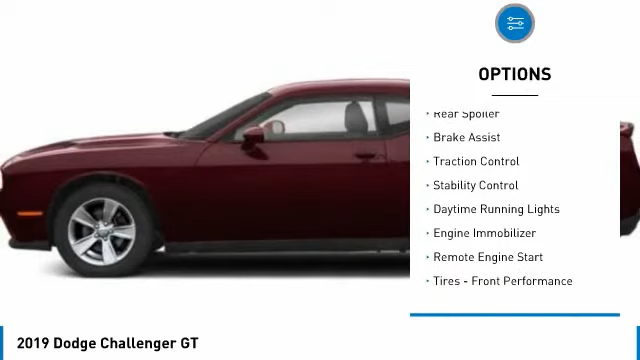 OPTIONS
• Rear Spoiler
• Brake Assist
• Traction Control
• Stability Control
• Daytime Running Lights
• Engine Immobilizer
• Remote Engine Start
• Tires - Front Performance
2019 Dodge Challenger GT